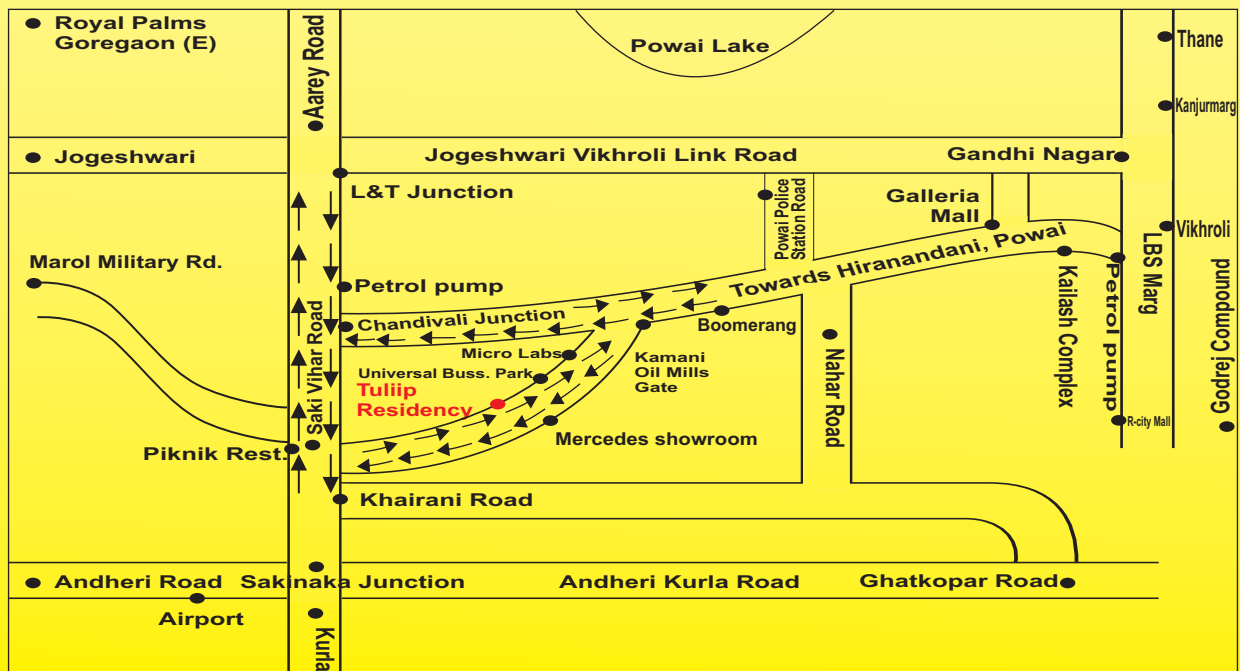 Royal Palms
Goregaon (E)
Aarey Road
Powai Lake
Thane
Kanjurmarg
Jogeshwari
Jogeshwari Vikhroli Link Road
Gandhi Nagar
L&T Junction
Powai Police
Station Road
Galleria
Mall
Vikhroli
LBS Marg
Marol Military Rd.
Petrol pump
Towards Hiranandani, Powai
Kailash Complex
Petrol pump
Godrej Compound
Chandivali Junction
Boomerang
Saki Vihar Road
Micro Labs
Universal Buss. Park
Kamani
Oil Mills
Gate
Nahar Road
Tuliip
Residency
R-city Mall
Mercedes showroom
Piknik Rest.
Khairani Road
Andheri Road
Sakinaka Junction
Andheri Kurla Road
Ghatkopar Road
Airport
Kurla